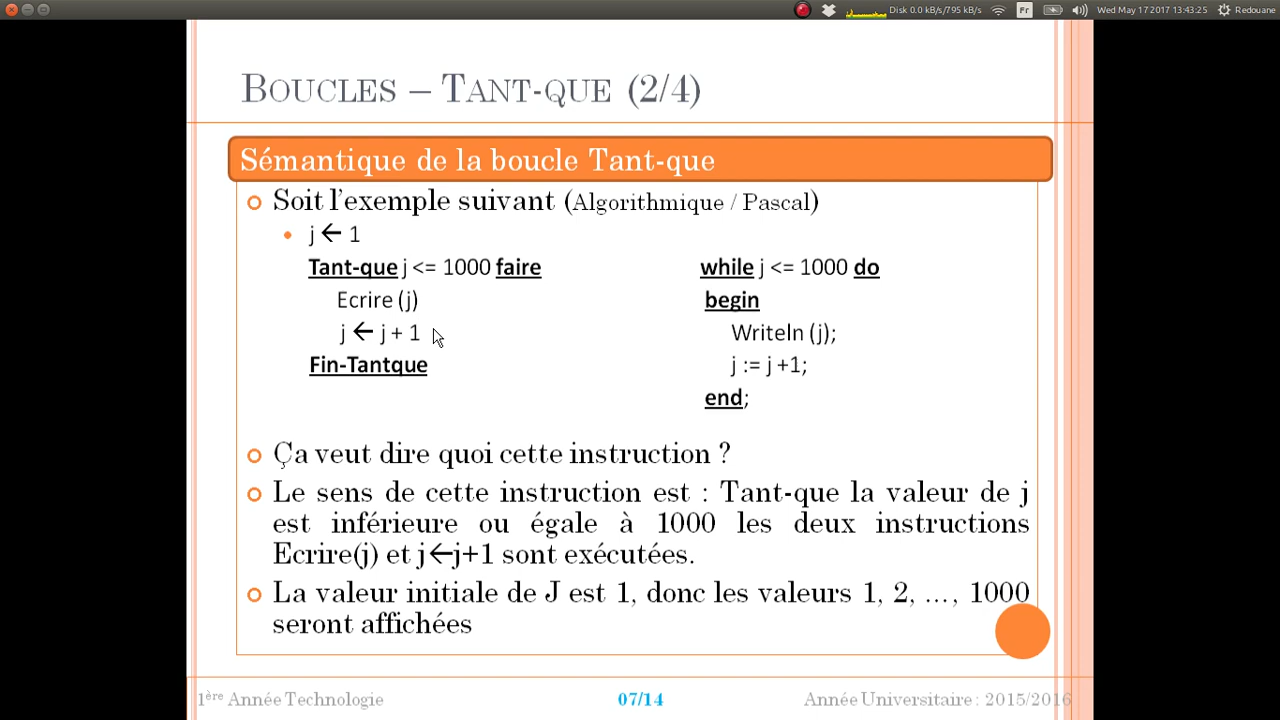 Disk 0.0 kB/s/795 kB/s Fr Wed May 17 2017 13:43:25 Redouane
BOUCLES – TANT-QUE (2/4)
Sémantique de la boucle Tant-que
Soit l'exemple suivant (Algorithmique / Pascal)
j ← 1
Tant-que j <= 1000 faire
Ecrire (j)
j ← j + 1
Fin-Tantque
while j <= 1000 do
begin
Writeln (j);
j := j +1;
end;
Ça veut dire quoi cette instruction ?
Le sens de cette instruction est : Tant-que la valeur de j
est inférieure ou égale à 1000 les deux instructions
Ecrire(j) et j←j+1 sont exécutées.
La valeur initiale de J est 1, donc les valeurs 1, 2, ..., 1000
seront affichées
1ère Année Technologie 07/14 Année Universitaire : 2015/2016